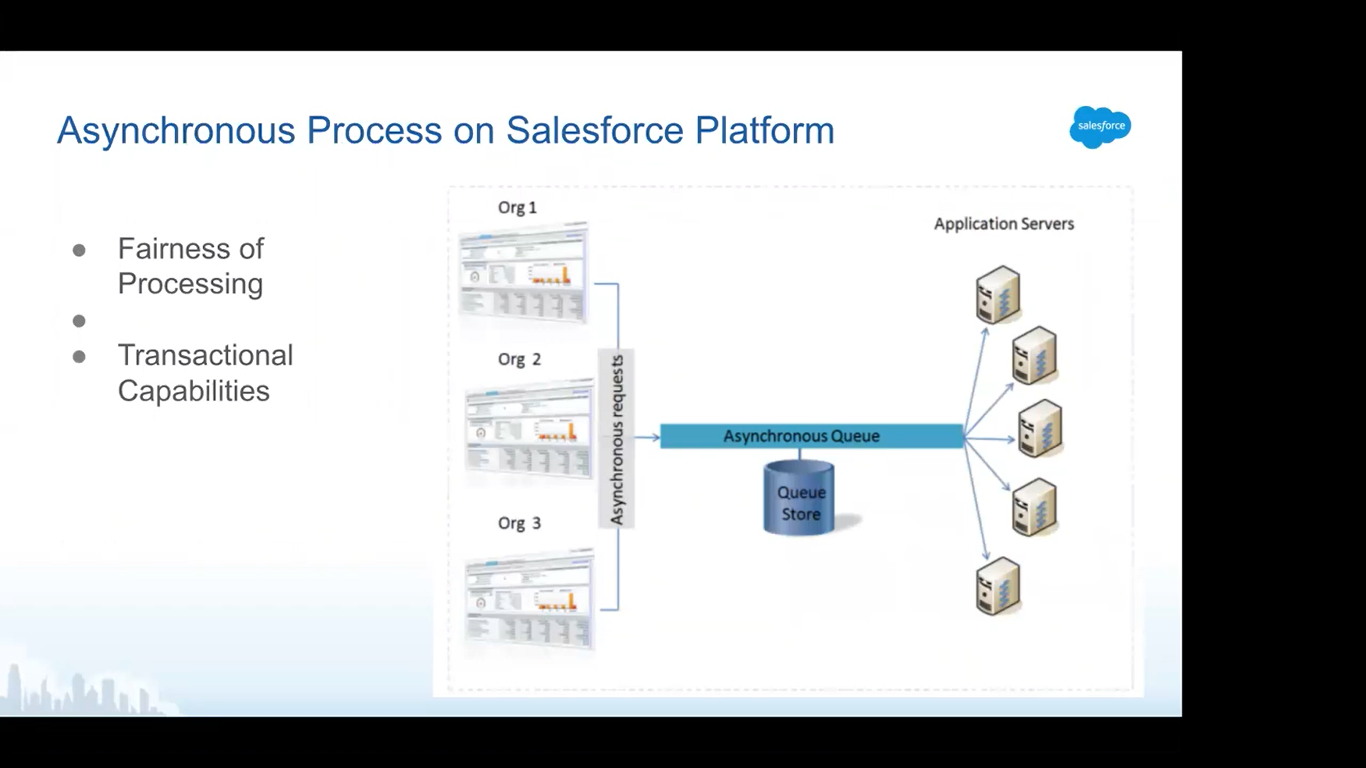 Asynchronous Process on Salesforce Platform
salesforce
Fairness of
Processing
Transactional
Capabilities
Org 1
Org 2
Org 3
Asynchronous requests
Asynchronous Queue
Queue
Store
Application Servers